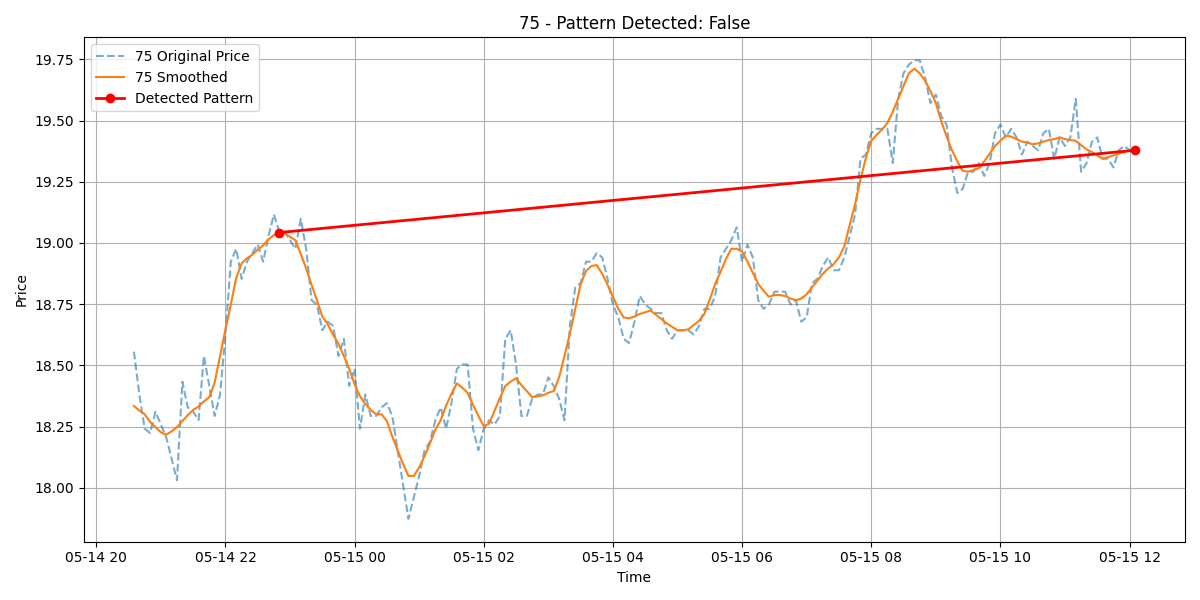 75 - Pattern Detected: False
75 Original Price
75 Smoothed
Detected Pattern
Price
19.75
19.50
19.25
19.00
18.75
18.50
18.25
18.00
05-14 20 05-14 22 05-15 00 05-15 02 05-15 04 05-15 06 05-15 08 05-15 10 05-15 12
Time